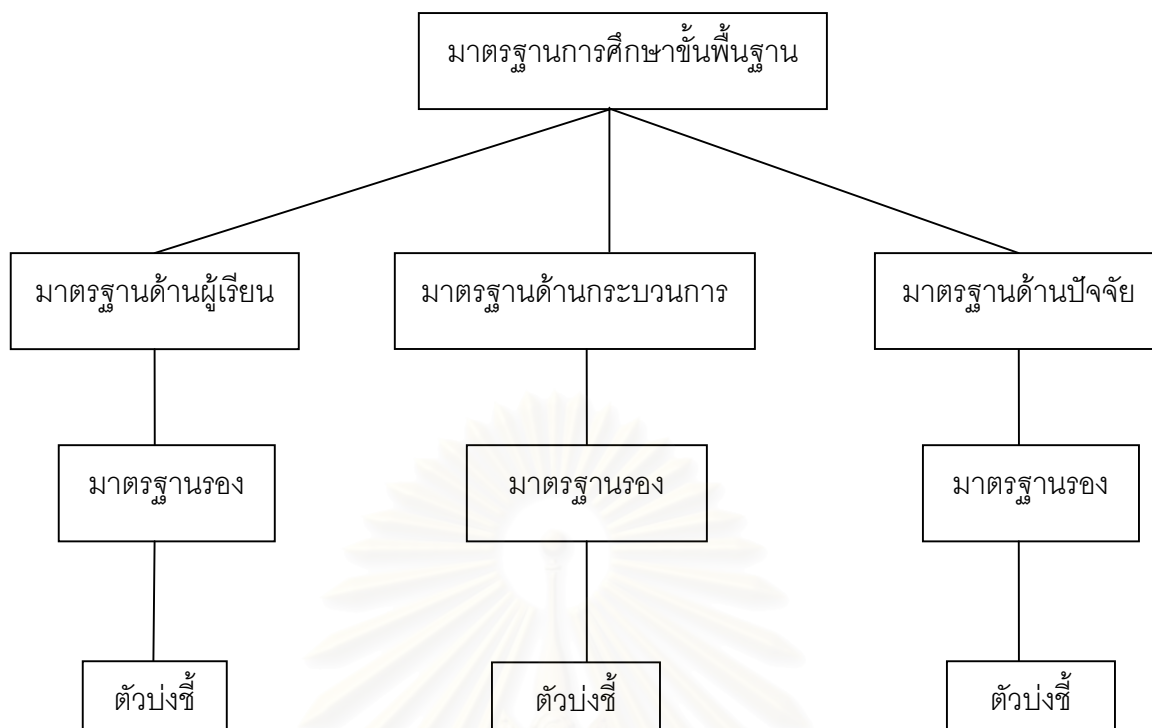 มาตรฐานการศึกษาขั้นพื้นฐาน
มาตรฐานด้านผู้เรียน
มาตรฐานด้านกระบวนการ
มาตรฐานด้านปัจจัย
มาตรฐานรอง
มาตรฐานรอง
มาตรฐานรอง
ตัวบ่งชี้
ตัวบ่งชี้
ตัวบ่งชี้